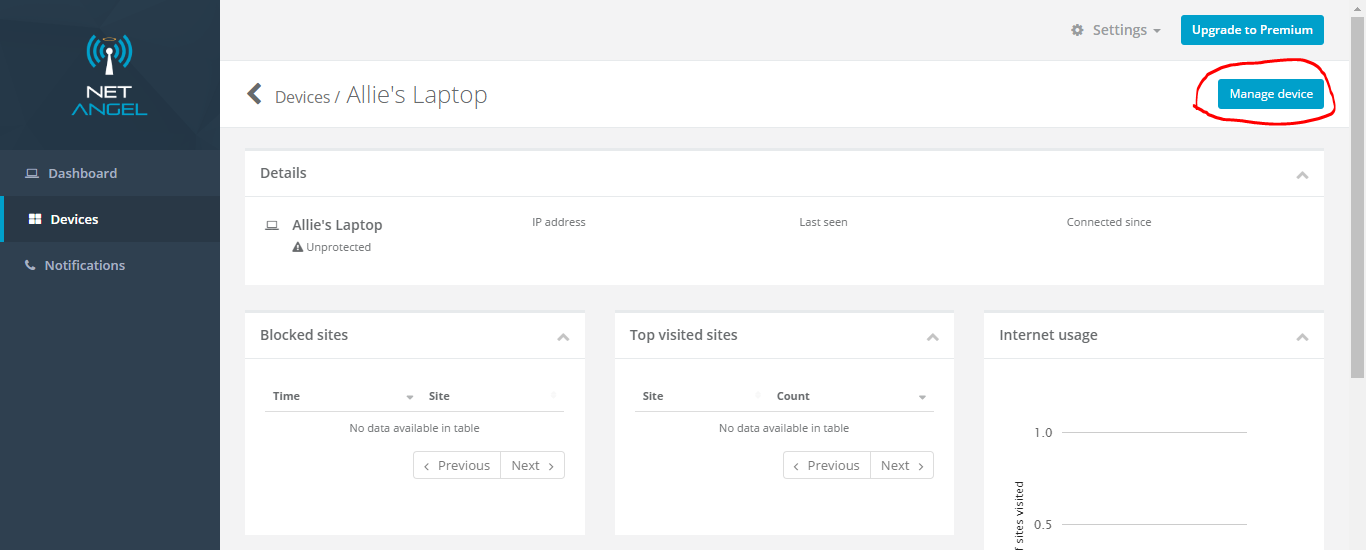 NET
ANGEL
Settings
Upgrade to Premium
Devices / Allie's Laptop
Manage device
Dashboard
Devices
Notifications
Details
Allie's Laptop
Unprotected
IP address
Last seen
Connected since
Blocked sites
Time
Site
No data available in table
Previous
Next
Top visited sites
Site
Count
No data available in table
Previous
Next
Internet usage
1.0
0.5
sites visited